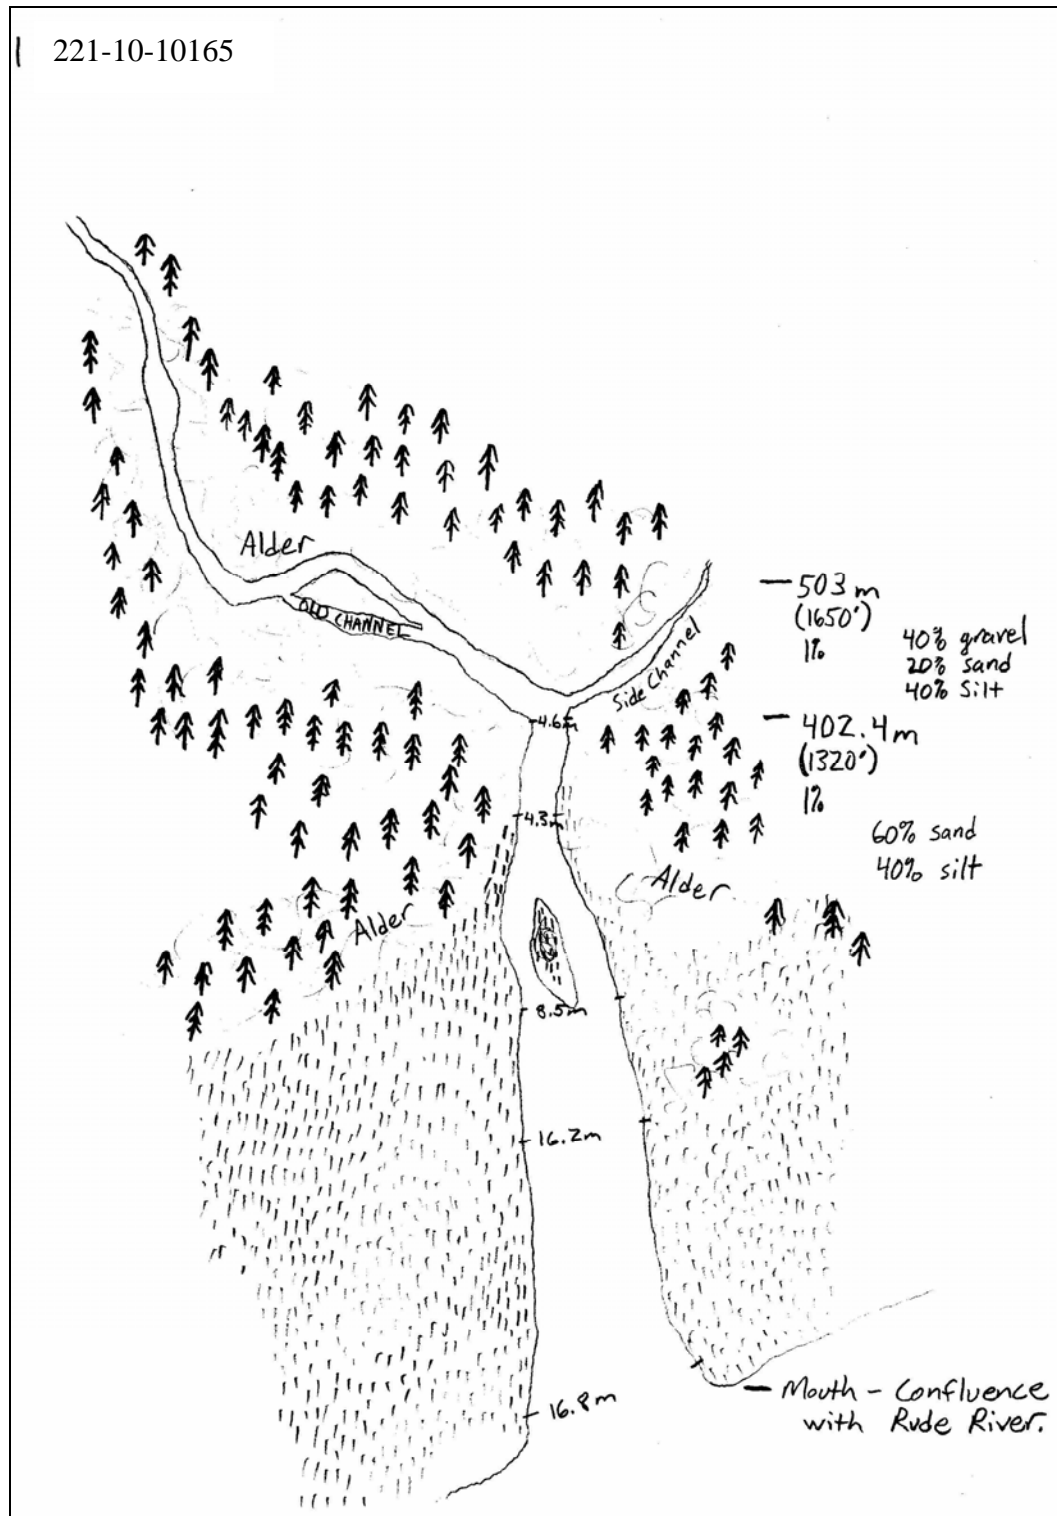 221-10-10165
Alder
OLD CHANNEL
Side Channel
503 m
(1650')
1%
40% gravel
20% sand
40% silt
4.6m
402.4 m
(1320')
1%
4.3m
60% sand
40% silt
Alder
Alder
8.5m
16.2m
16.8m
Mouth - Confluence
with Rude River.